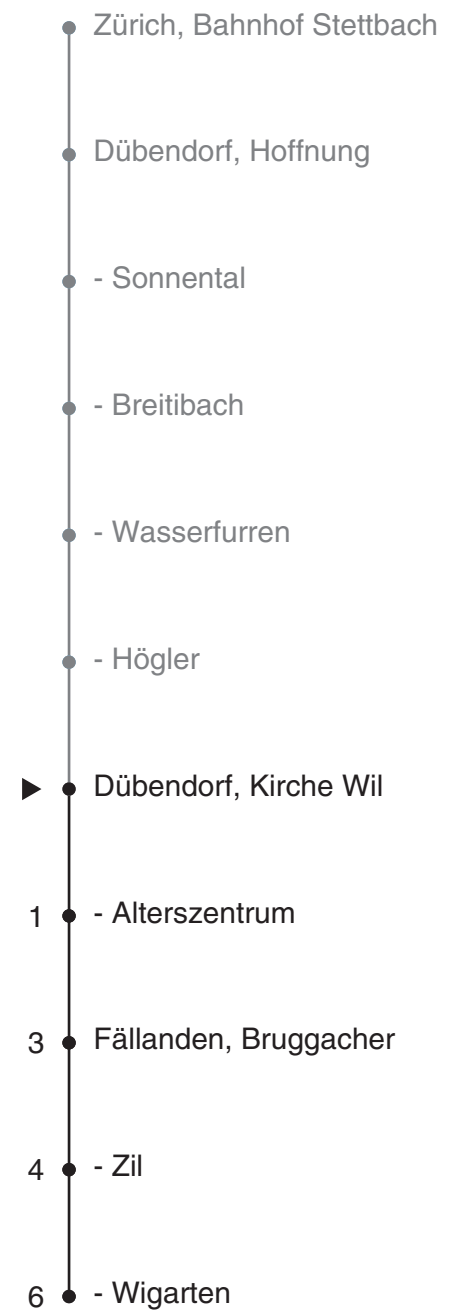 Zürich, Bahnhof Stettbach
Dübendorf, Hoffnung
- Sonnental
- Breitibach
- Wasserfurren
- Högler
Dübendorf, Kirche Wil
1 - Alterszentrum
3 Fällanden, Bruggacher
4 - Zil
6 - Wigarten